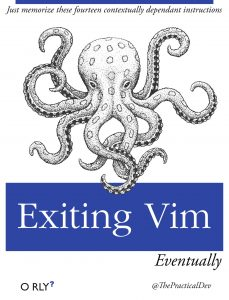 Just memorize these fourteen contextually dependant instructions
Exiting Vim
Eventually
O RLY?
@ThePracticalDev